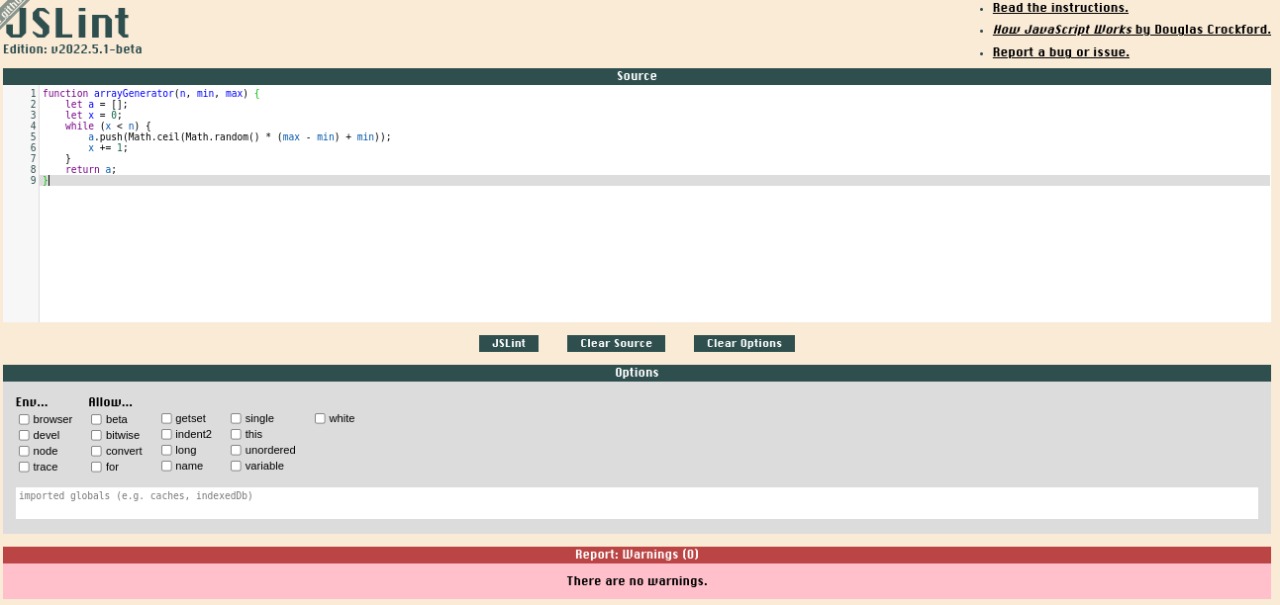 JSLint
Edition: v2022.5.1-beta
Read the instructions.
How JavaScript Works by Douglas Crockford.
Report a bug or issue.
Source
1 function arrayGenerator(n, min, max) {
2     let a = [];
3     let x = 0;
4     while (x < n) {
5         a.push(Math.ceil(Math.random() * (max - min) + min));
6         x += 1;
7     }
8     return a;
9 }
JSLint Clear Source Clear Options
Options
Env... Allow...
browser beta getset single white
devel bitwise indent2 this
node convert long unordered
trace for name variable
imported globals (e.g. caches, indexedDb)
Report: Warnings (0)
There are no warnings.